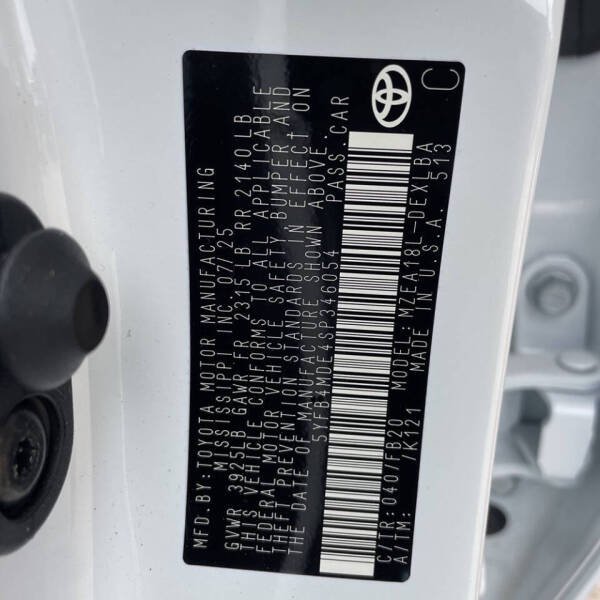 MFD. BY: TOYOTA MOTOR MANUFACTURING
MISSISSIPPI INC. 07/25
GVWR 3925LB GAWR FR 2315 LB RR 2140 LB
THIS VEHICLE CONFORMS TO ALL APPLICABLE
FEDERAL MOTOR VEHICLE SAFETY, BUMPER AND
THEFT PREVENTION STANDARDS IN EFFECT ON
THE DATE OF MANUFACTURE SHOWN ABOVE.
5YFB4MDE4SP346054 PASS.CAR
C/TR: 040/FB20 MODEL: MZEA18L-DEXLBA
A/TM: /K121 MADE IN U.S.A. 513 C